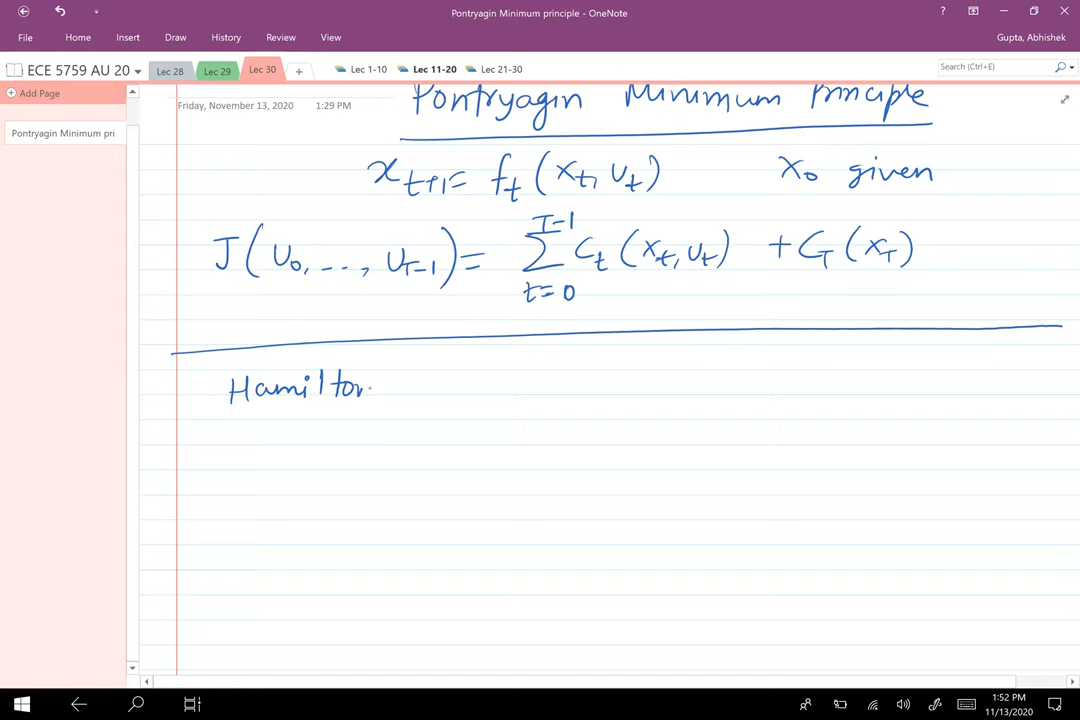 Pontryagin Minimum principle - OneNote
File Home Insert Draw History Review View Gupta, Abhishek
ECE 5759 AU 20 Lec 28 Lec 29 Lec 30 + Lec 1-10 Lec 11-20 Lec 21-30 Search (Ctrl+E)
Add Page
Pontryagin Minimum pri
Friday, November 13, 2020 1:29 PM
Pontryagin Minimum Principle
x_{t+1} = f_t (x_t, u_t) x_0 given
J(u_0, ..., u_{T-1}) = \sum_{t=0}^{T-1} c_t (x_t, u_t) + c_T (x_T)
Hamilton
1:52 PM
11/13/2020